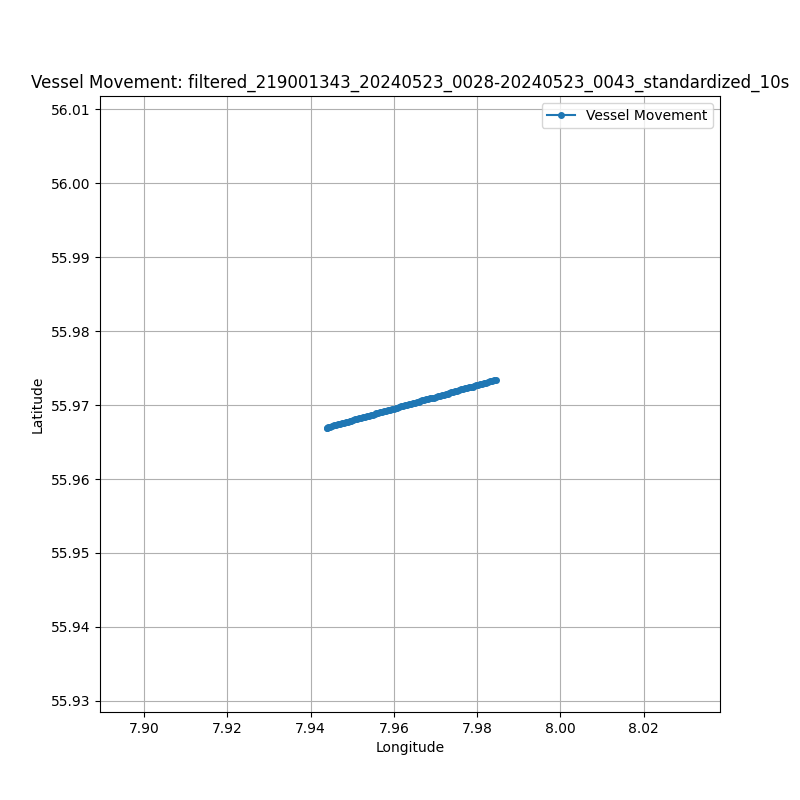 Vessel Movement: filtered_219001343_20240523_0028-20240523_0043_standardized_10s
56.01
Vessel Movement
56.00
55.99
55.98
55.97
55.96
55.95
55.94
55.93
Latitude
7.90 7.92 7.94 7.96 7.98 8.00 8.02
Longitude